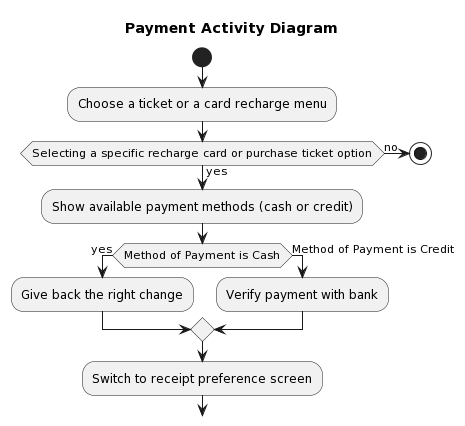 Payment Activity Diagram
Choose a ticket or a card recharge menu
Selecting a specific recharge card or purchase ticket option
no
yes
Show available payment methods (cash or credit)
yes
Method of Payment is Cash
Method of Payment is Credit
Give back the right change
Verify payment with bank
Switch to receipt preference screen